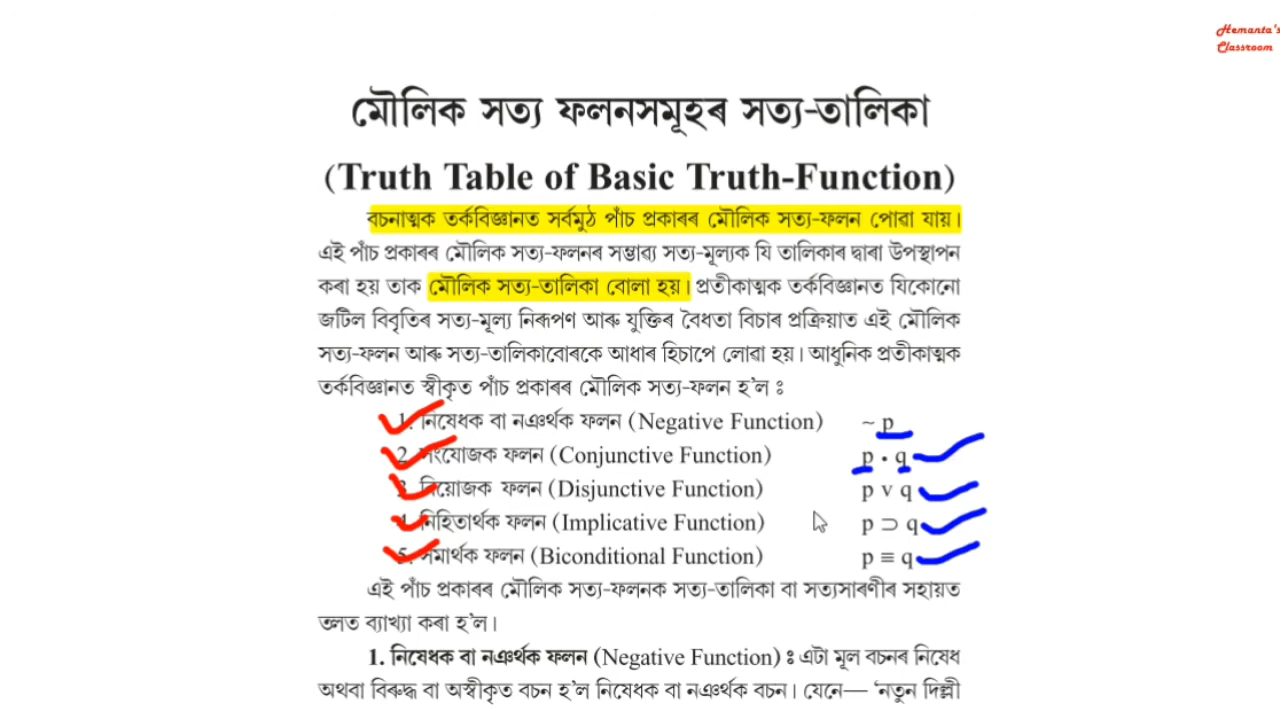 Hemanta's
Classroom
মৌলিক সত্য ফলনসমূহৰ সত্য-তালিকা
(Truth Table of Basic Truth-Function)
বচনাত্মক তৰ্কবিজ্ঞানত সৰ্বমুঠ পাঁচ প্ৰকাৰৰ মৌলিক সত্য-ফলন পোৱা যায়।
এই পাঁচ প্ৰকাৰৰ মৌলিক সত্য-ফলনৰ সম্ভাব্য সত্য-মূল্যক যি তালিকাৰ দ্বাৰা উপস্থাপন
কৰা হয় তাক মৌলিক সত্য-তালিকা বোলা হয়। প্ৰতীকাত্মক তৰ্কবিজ্ঞানত যিকোনো
জটিল বিবৃতিৰ সত্য-মূল্য নিৰূপণ আৰু যুক্তিৰ বৈধতা বিচাৰ প্ৰক্ৰিয়াত এই মৌলিক
সত্য-ফলন আৰু সত্য-তালিকাবোৰকে আধাৰ হিচাপে লোৱা হয়। আধুনিক প্ৰতীকাত্মক
তৰ্কবিজ্ঞানত স্বীকৃত পাঁচ প্ৰকাৰৰ মৌলিক সত্য-ফলন হ'ল ঃ
1. নিষেধক বা নঞৰ্থক ফলন (Negative Function) ~ p
2. সংযোজক ফলন (Conjunctive Function) p • q
3. বিয়োজক ফলন (Disjunctive Function) p v q
4. নিহিতাৰ্থক ফলন (Implicative Function) p ⊃ q
5. সমাৰ্থক ফলন (Biconditional Function) p ≡ q
এই পাঁচ প্ৰকাৰৰ মৌলিক সত্য-ফলনক সত্য-তালিকা বা সত্যসাৰণীৰ সহায়ত
তলত ব্যাখ্যা কৰা হ'ল।
1. নিষেধক বা নঞৰ্থক ফলন (Negative Function) ঃ এটা মূল বচনৰ নিষেধ
অথবা বিৰুদ্ধ বা অস্বীকৃত বচন হ'ল নিষেধক বা নঞৰ্থক বচন। যেনে— 'নতুন দিল্লী